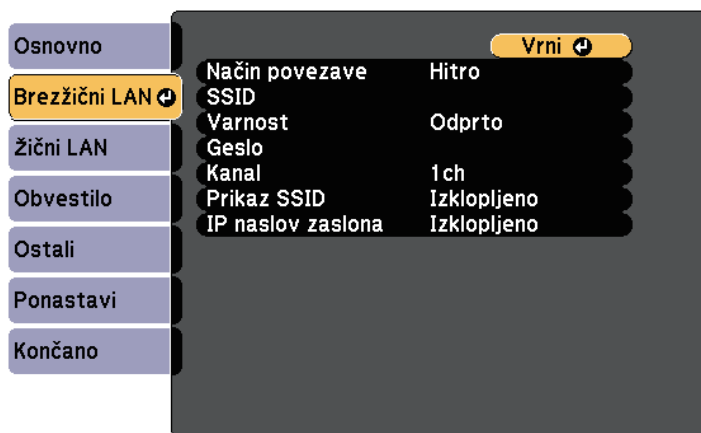 Osnovno
Brezžični LAN
Žični LAN
Obvestilo
Ostali
Ponastavi
Končano
Vrni
Način povezave Hitro
SSID
Varnost Odprto
Geslo
Kanal 1ch
Prikaz SSID Izklopljeno
IP naslov zaslona Izklopljeno